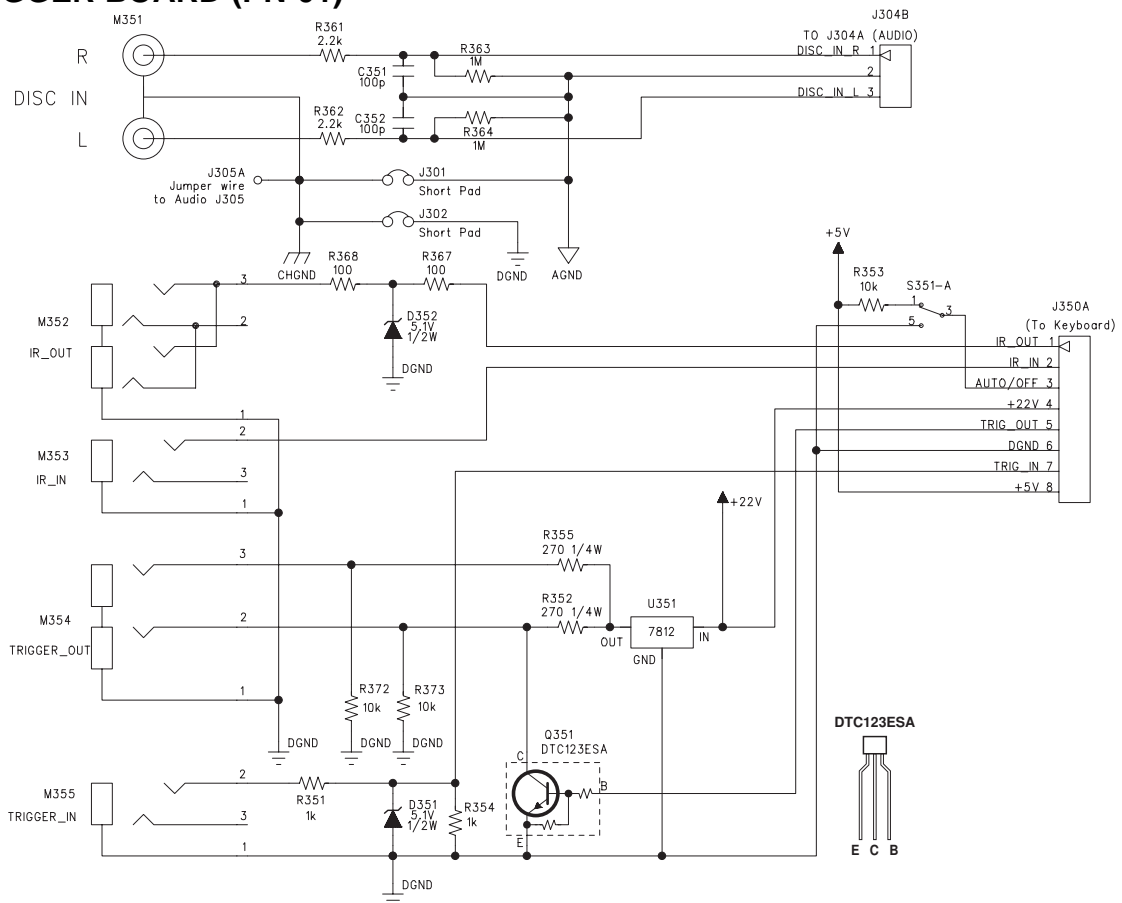 M351
J304B
TO J304A (AUDIO)
R
R361
2.2k
R363
1M
DISC_IN_R 1
C351
100p
2
DISC IN
DISC_IN_L 3
R362
2.2k
C352
100p
L
R364
1M
J305A
Jumper wire
to Audio J305
J301
Short Pad
J302
Short Pad
CHGND
DGND
AGND
+5V
R368
100
R367
100
R353
10k
S351-A
1
3
5
J350A
(To Keyboard)
3
M352
2
IR_OUT
D352
5.1V
1/2W
DGND
IR_OUT 1
IR_IN 2
AUTO/OFF 3
+22V 4
TRIG_OUT 5
DGND 6
TRIG_IN 7
+5V 8
1
2
M353
IR_IN
3
1
+22V
3
R355
270 1/4W
M354
2
R352
270 1/4W
U351
7812
OUT
IN
GND
TRIGGER_OUT
1
R372
10k
R373
10k
DGND
DGND
DGND
Q351
DTC123ESA
C
B
E
DTC123ESA
E C B
M355
2
R351
1k
TRIGGER_IN
3
D351
5.1V
1/2W
R354
1k
1
DGND